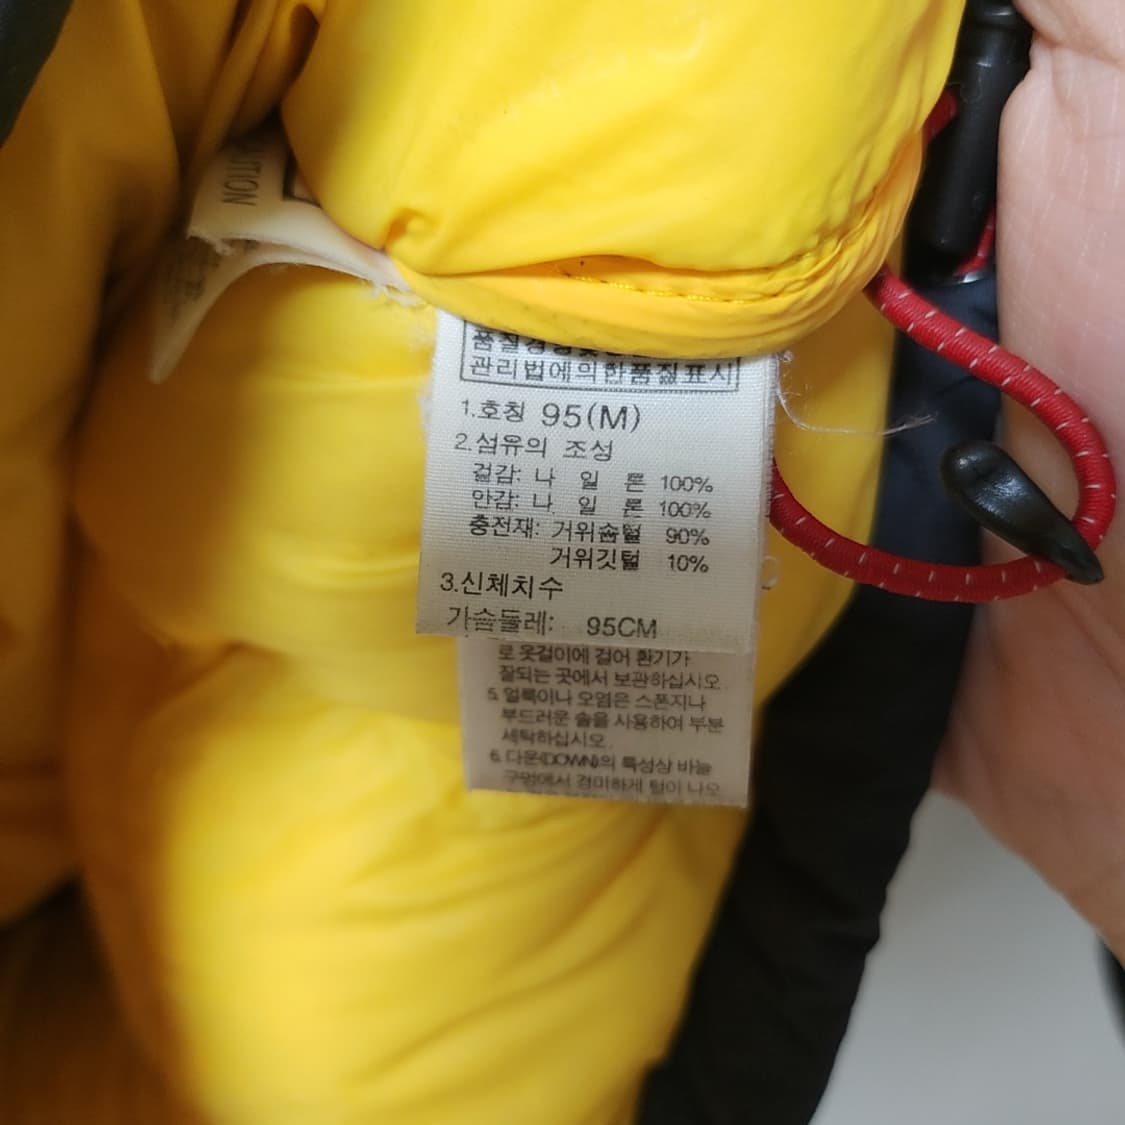 UTION
품질경영및
관리법에의한품질표시
1.호칭 95(M)
2.섬유의 조성
겉감: 나 일 론 100%
안감: 나 일 론 100%
충전재: 거위솜털 90%
거위깃털 10%
3.신체치수
가슴둘레: 95CM
로 옷걸이에 걸어 환기가
잘되는 곳에서 보관하십시오.
5. 얼룩이나 오염은 스폰지나
부드러운 솔을 사용하여 부분
세탁하십시오.
6. 다운(DOWN)의 특성상 바늘
구멍에서 경미하게 털이 나오